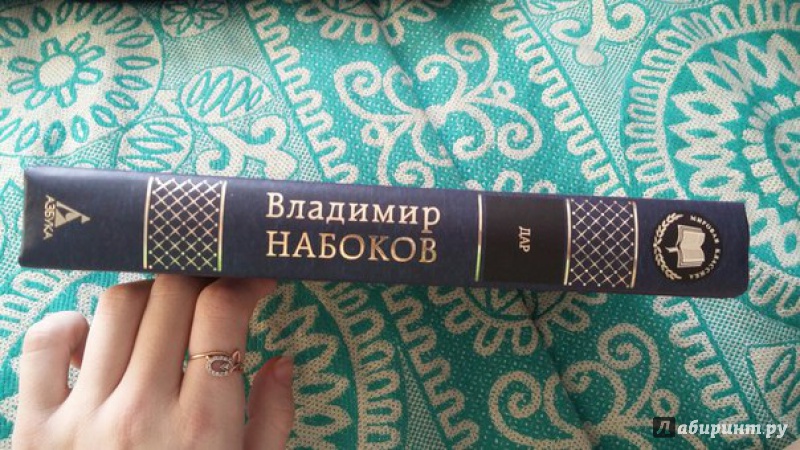 АЗБУКА
Владимир
НАБОКОВ
ДАР
МИРОВАЯ КЛАССИКА
Лабиринт.ру